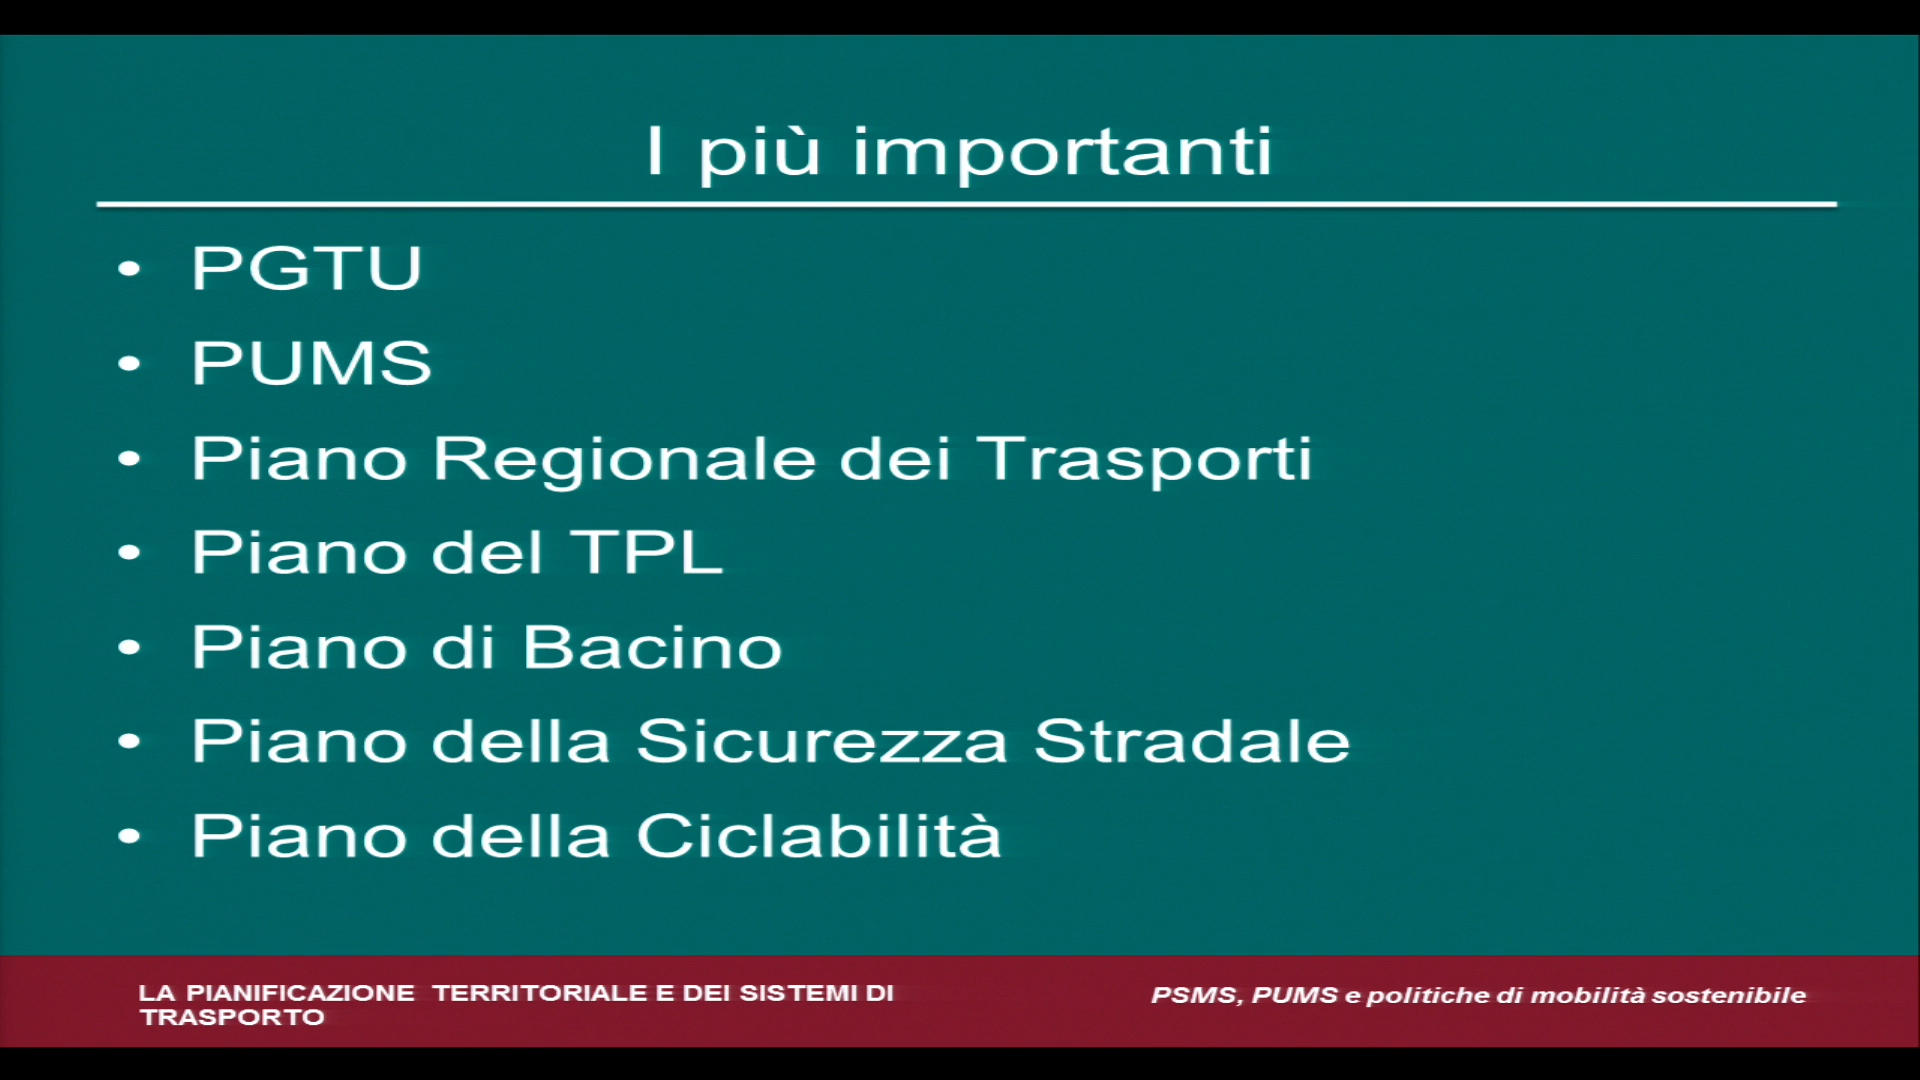 I più importanti
• PGTU
• PUMS
• Piano Regionale dei Trasporti
• Piano del TPL
• Piano di Bacino
• Piano della Sicurezza Stradale
• Piano della Ciclabilità
LA PIANIFICAZIONE TERRITORIALE E DEI SISTEMI DI
TRASPORTO
PSMS, PUMS e politiche di mobilità sostenibile